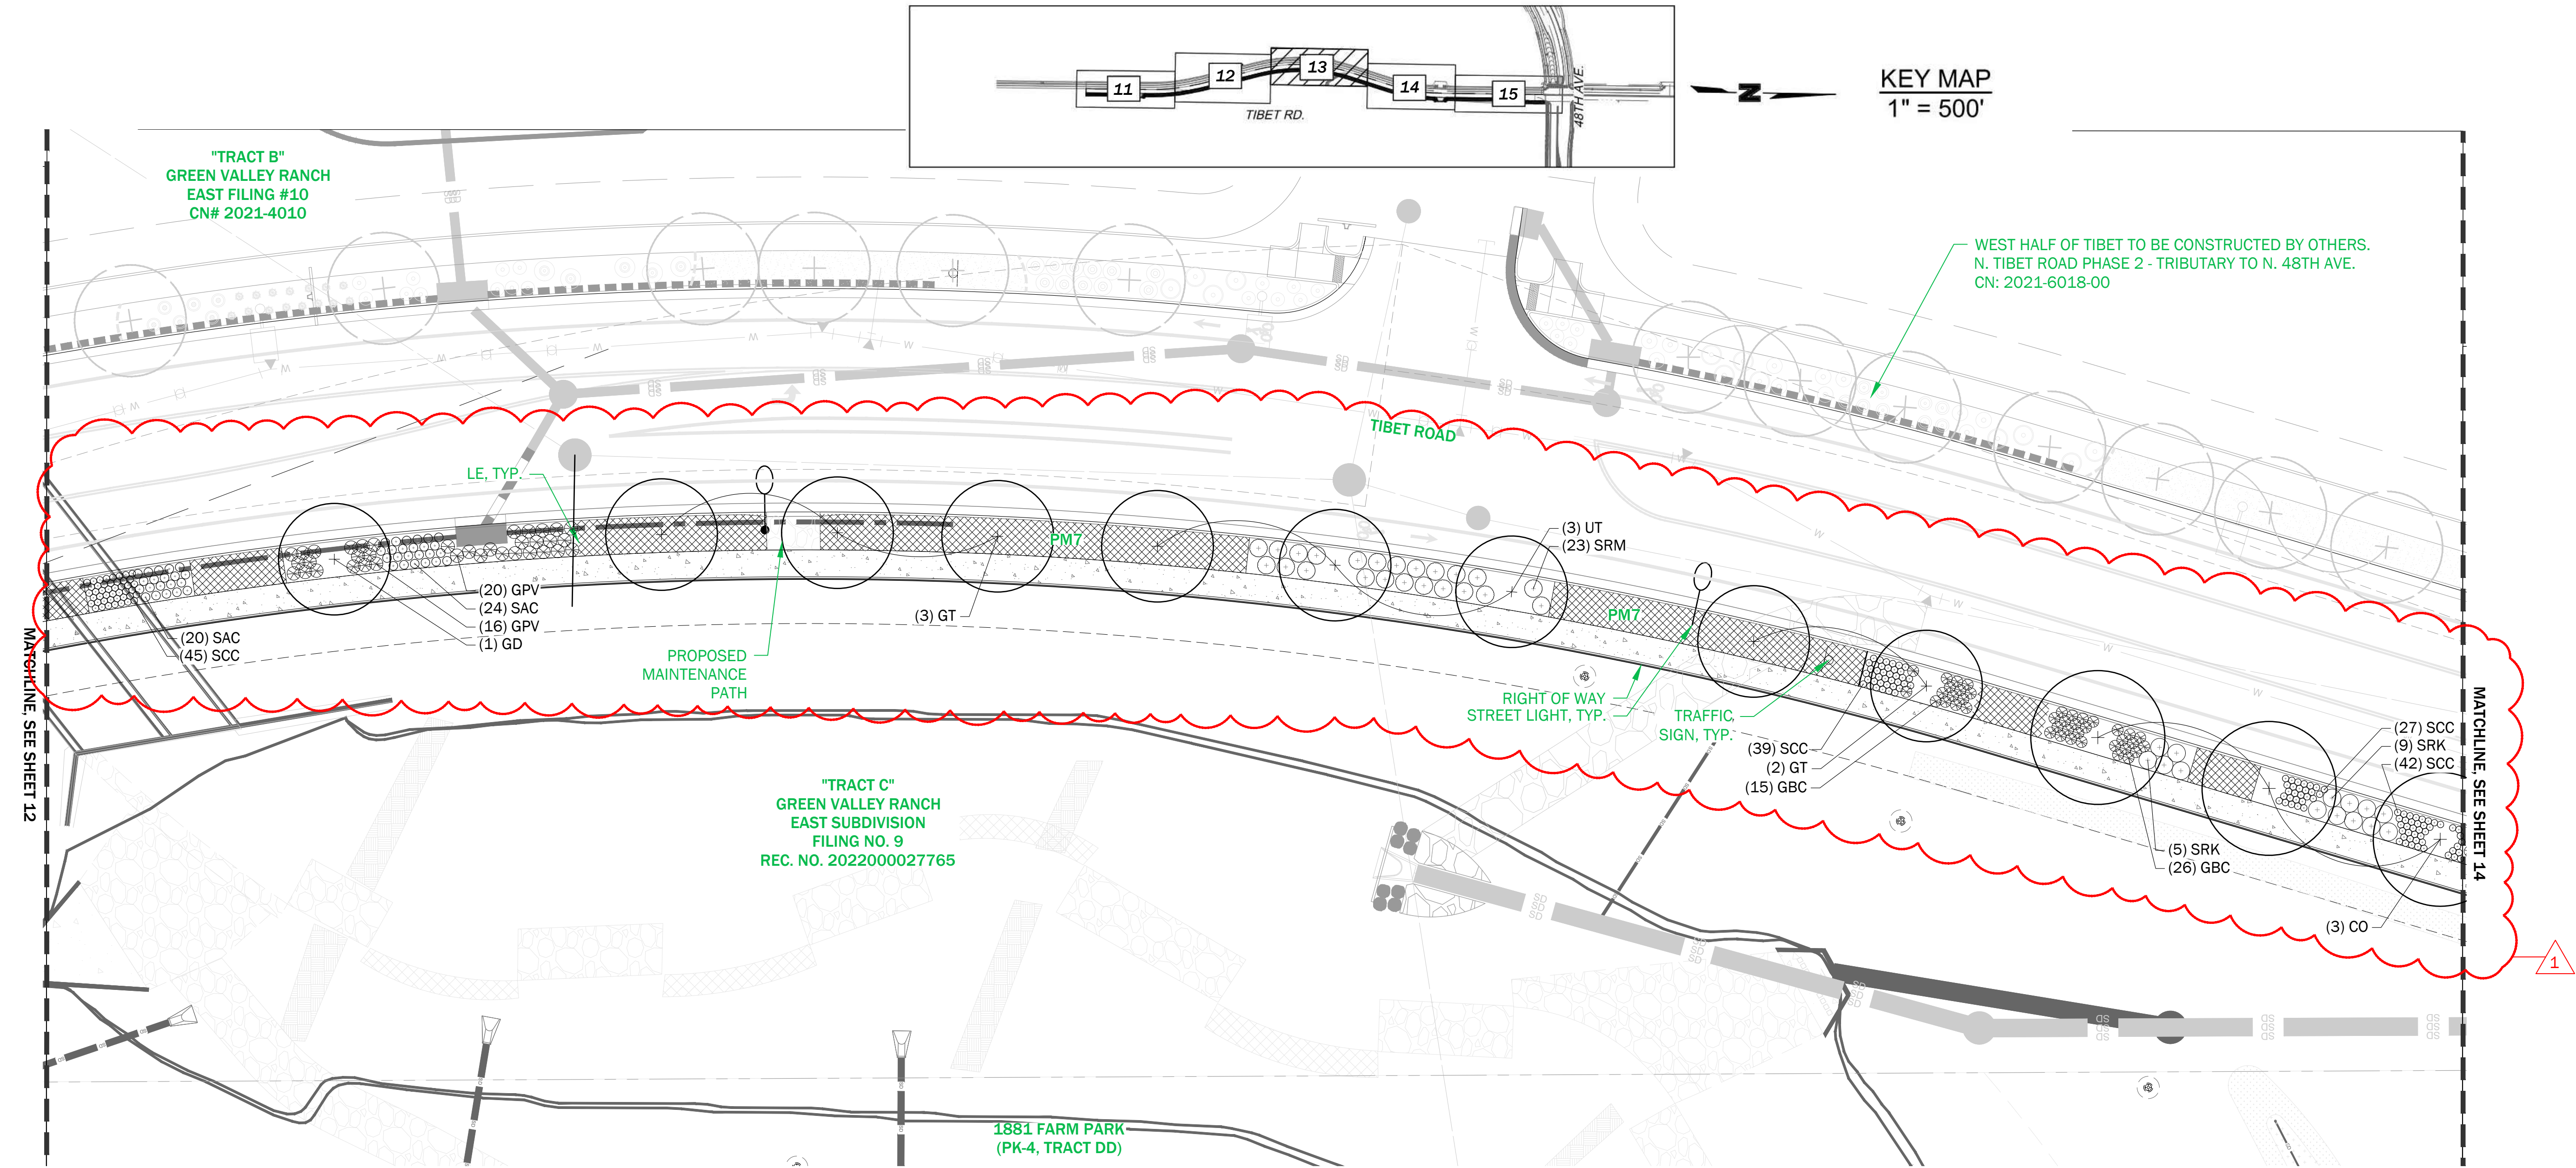 11
12
13
14
15
TIBET RD.
48TH AVE.
N
KEY MAP
1" = 500'
"TRACT B"
GREEN VALLEY RANCH
EAST FILING #10
CN# 2021-4010
WEST HALF OF TIBET TO BE CONSTRUCTED BY OTHERS.
N. TIBET ROAD PHASE 2 - TRIBUTARY TO N. 48TH AVE.
CN: 2021-6018-00
TIBET ROAD
LE, TYP.
PM7
(3) UT
(23) SRM
(20) GPV
(24) SAC
(16) GPV
(1) GD
(3) GT
PM7
(20) SAC
(45) SCC
MATCHLINE, SEE SHEET 12
PROPOSED
MAINTENANCE
PATH
RIGHT OF WAY
STREET LIGHT, TYP.
TRAFFIC
SIGN, TYP.
(39) SCC
(2) GT
(15) GBC
(27) SCC
(9) SRK
(42) SCC
MATCHLINE, SEE SHEET 14
(5) SRK
(26) GBC
(3) CO
1
"TRACT C"
GREEN VALLEY RANCH
EAST SUBDIVISION
FILING NO. 9
REC. NO. 2022000027765
1881 FARM PARK
(PK-4, TRACT DD)